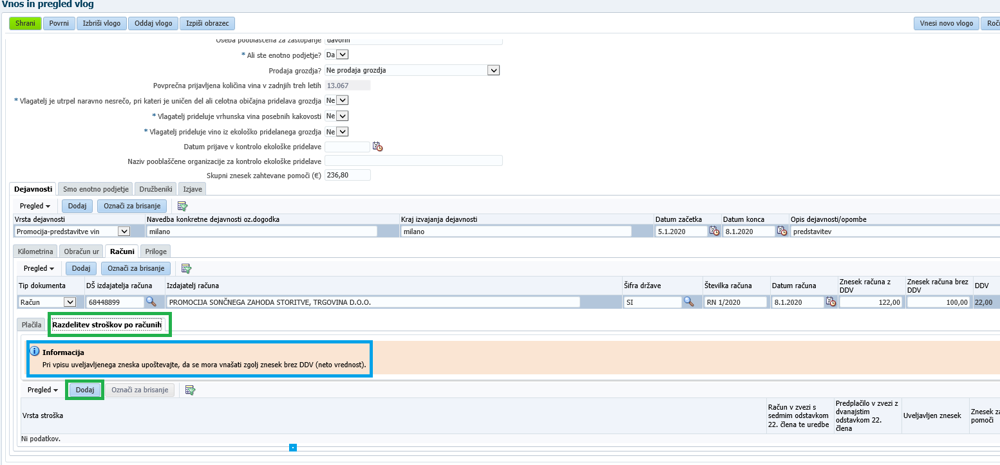 Vnos in pregled vlog
Shrani Povrni Izbriši vlogo Oddaj vlogo Izpiši obrazec Vnesi novo vlogo Roči
Oseba pooblaščena za zastopanje davorin
* Ali ste enotno podjetje? Da
Prodaja grozdja? Ne prodaja grozdja
Povprečna prijavljena količina vina v zadnjih treh letih 13.067
* Vlagatelj je utrpel naravno nesrečo, pri kateri je uničen del ali celotna običajna pridelava grozdja Ne
* Vlagatelj prideluje vrhunska vina posebnih kakovosti Ne
* Vlagatelj prideluje vino iz ekološko pridelanega grozdja Ne
Datum prijave v kontrolo ekološke pridelave
Naziv pooblaščene organizacije za kontrolo ekološke pridelave
Skupni znesek zahtevane pomoči (€) 236,80
Dejavnosti Smo enotno podjetje Družbeniki Izjave
Pregled Dodaj Označi za brisanje
Vrsta dejavnosti Navedba konkretne dejavnosti oz.dogodka Kraj izvajanja dejavnosti Datum začetka Datum konca Opis dejavnosti/opombe
Promocija-predstavitve vin milano milano 5.1.2020 8.1.2020 predstavitev
Kilometrina Obračun ur Računi Priloge
Pregled Dodaj Označi za brisanje
Tip dokumenta DŠ izdajatelja računa Izdajatelj računa Šifra države Številka računa Datum računa Znesek računa z DDV Znesek računa brez DDV DDV
Račun 68448899 PROMOCIJA SONČNEGA ZAHODA STORITVE, TRGOVINA D.O.O. SI RN 1/2020 8.1.2020 122,00 100,00 22,00
Plačila Razdelitev stroškov po računih
Informacija
Pri vpisu uveljavljenega zneska upoštevajte, da se mora vnašati zgolj znesek brez DDV (neto vrednost).
Pregled Dodaj Označi za brisanje
Vrsta stroška Račun v zvezi s sedmim odstavkom 22. člena te uredbe Predplačilo v zvezi z dvanajstim odstavkom 22. člena Uveljavljen znesek Znesek za pomoči
Ni podatkov.